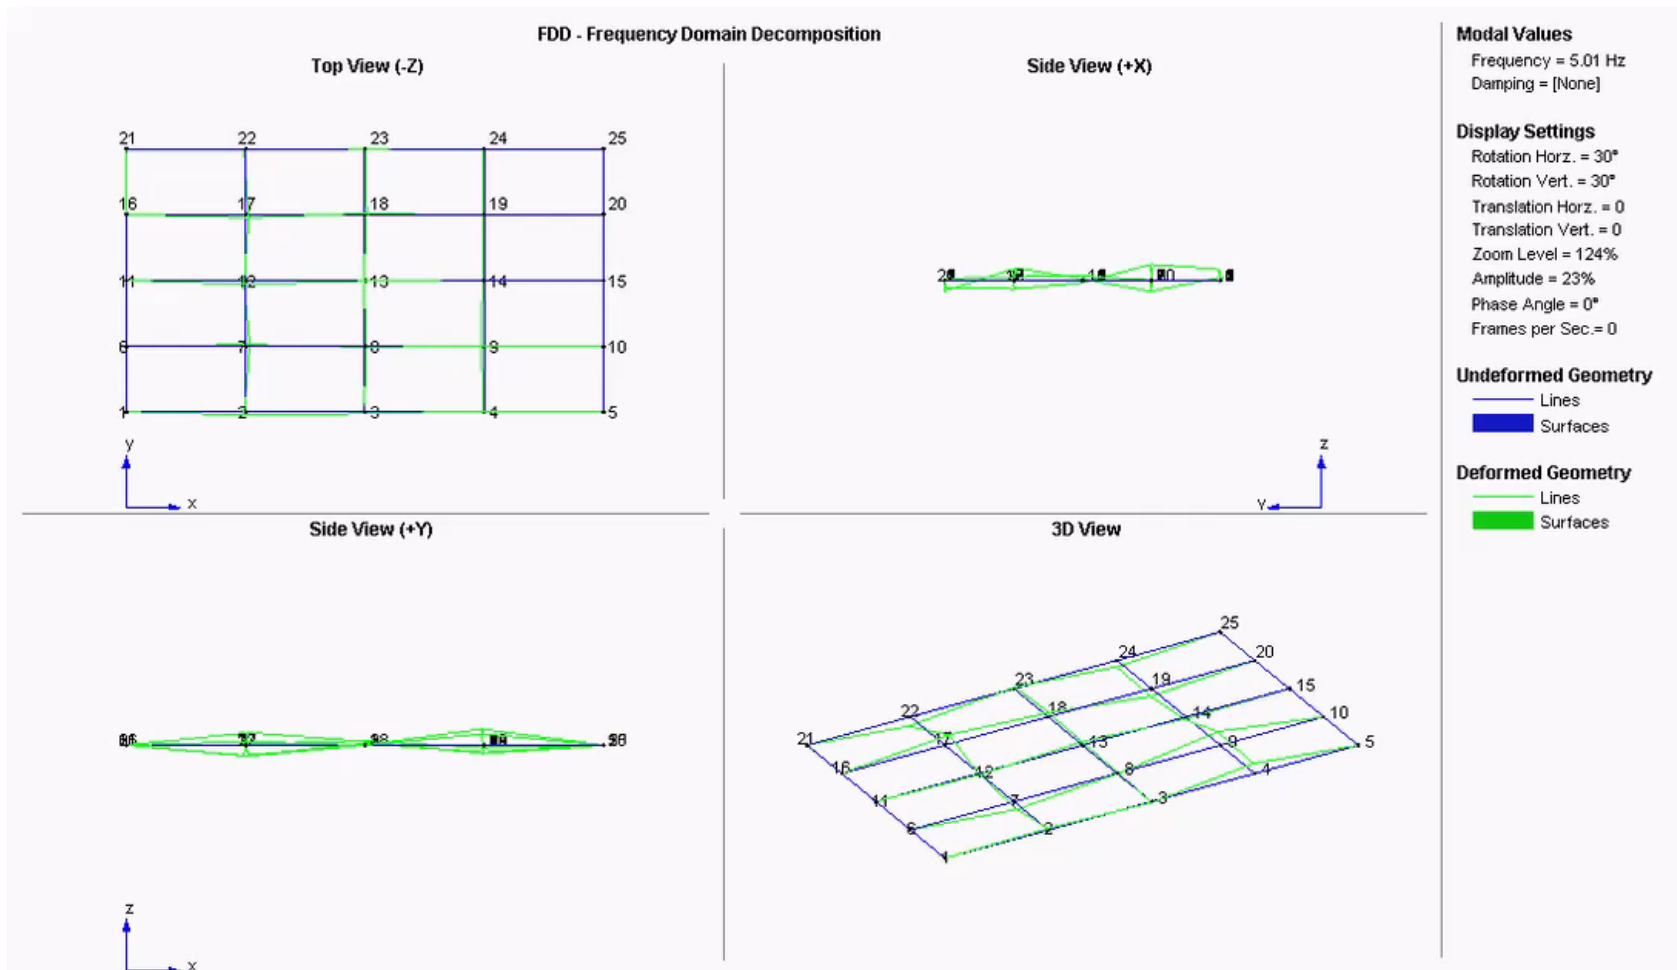 FDD - Frequency Domain Decomposition
Top View (-Z)
21 22 23 24 25
16 17 18 19 20
11 12 13 14 15
6 7 8 9 10
1 2 3 4 5
y
x
Side View (+X)
z
Y
Side View (+Y)
z
x
3D View
25
24 20
23 19 15
22 18 14 10
21 17 13 9 5
16 12 8 4
11 7 3
6 2
1
Modal Values
Frequency = 5.01 Hz
Damping = [None]
Display Settings
Rotation Horz. = 30°
Rotation Vert. = 30°
Translation Horz. = 0
Translation Vert. = 0
Zoom Level = 124%
Amplitude = 23%
Phase Angle = 0°
Frames per Sec.= 0
Undeformed Geometry
Lines
Surfaces
Deformed Geometry
Lines
Surfaces